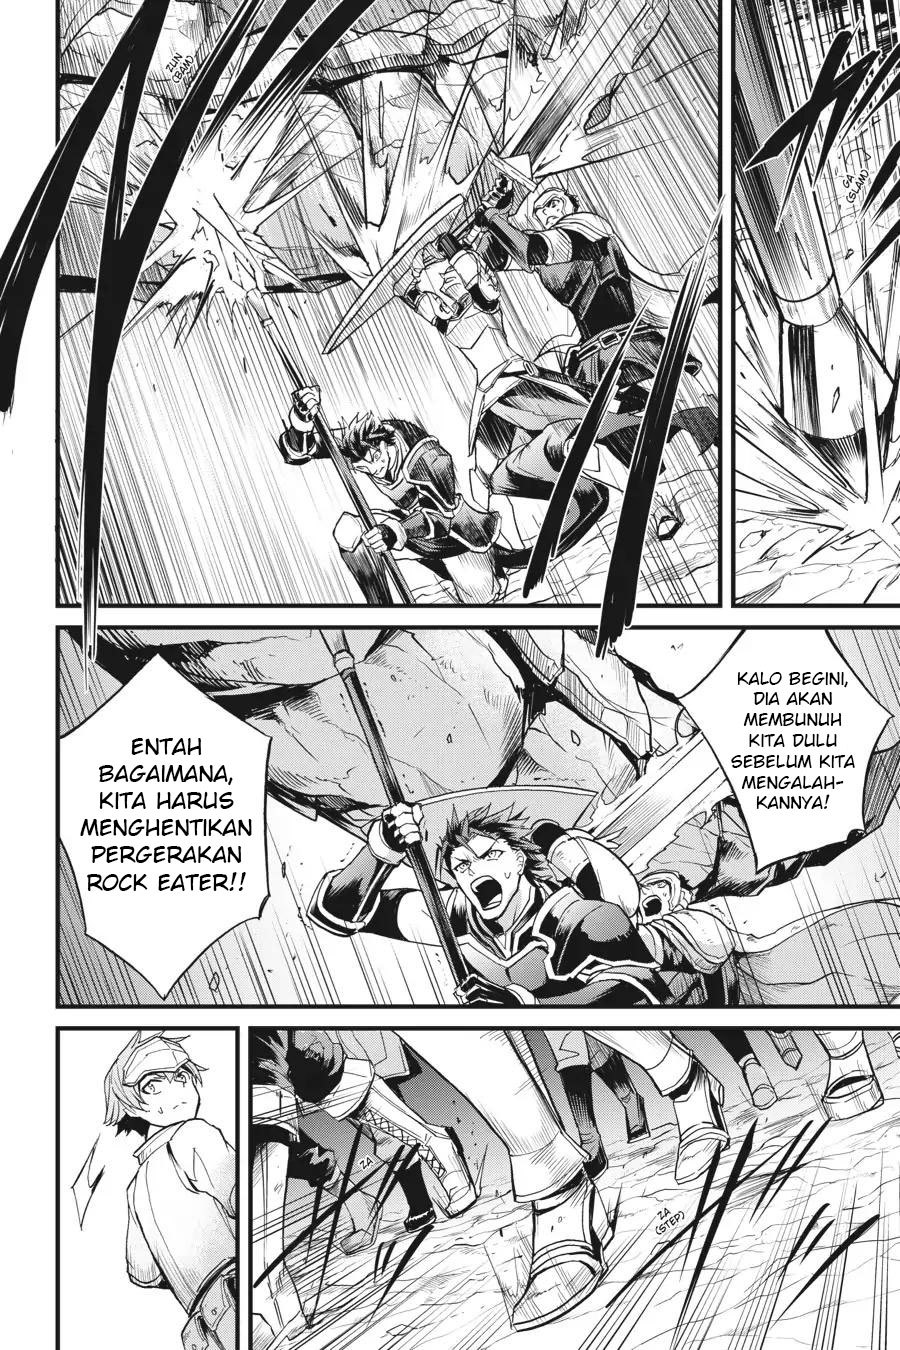 GA
(SLAM)
ZUN
(BAM)
KALO BEGINI,
DIA AKAN
MEMBUNUH
KITA DULU
SEBELUM KITA
MENGALAH-
KANNYA!
ENTAH
BAGAIMANA,
KITA HARUS
MENGHENTIKAN
PERGERAKAN
ROCK EATER!!
ZA
(STEP)
ZA